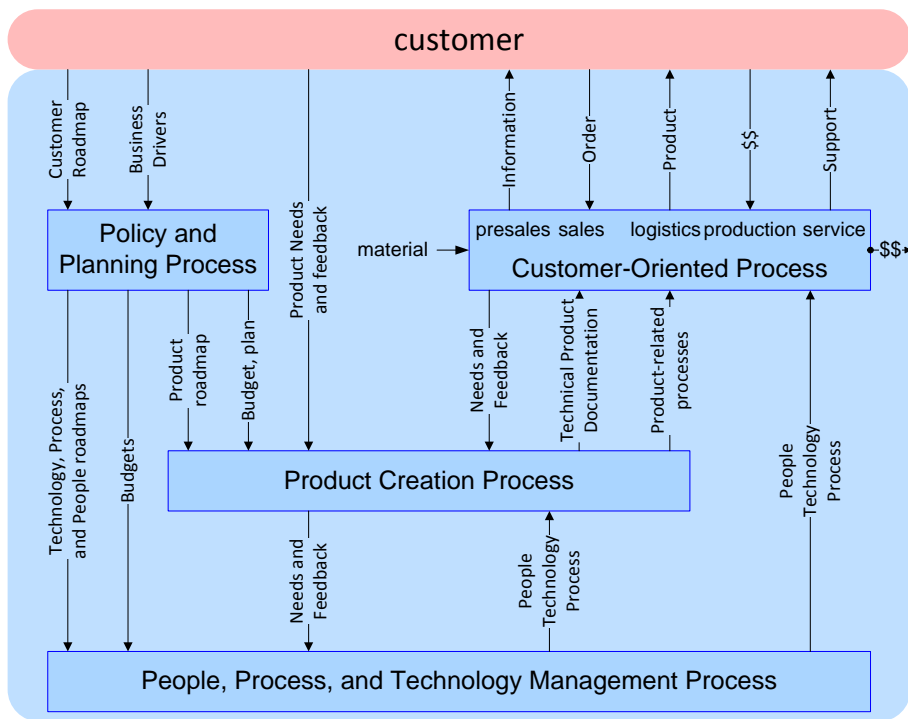 customer
Customer
Roadmap
Business
Drivers
Product Needs
and feedback
Information
Order
Product
$$
Support
Policy and
Planning Process
material
presales sales logistics production service
Customer-Oriented Process
$$
Technology, Process,
and People roadmaps
Budgets
Product
roadmap
Budget, plan
Needs and
Feedback
Technical Product
Documentation
Product-related
processes
People
Technology
Process
Product Creation Process
Needs and
Feedback
People
Technology
Process
People, Process, and Technology Management Process